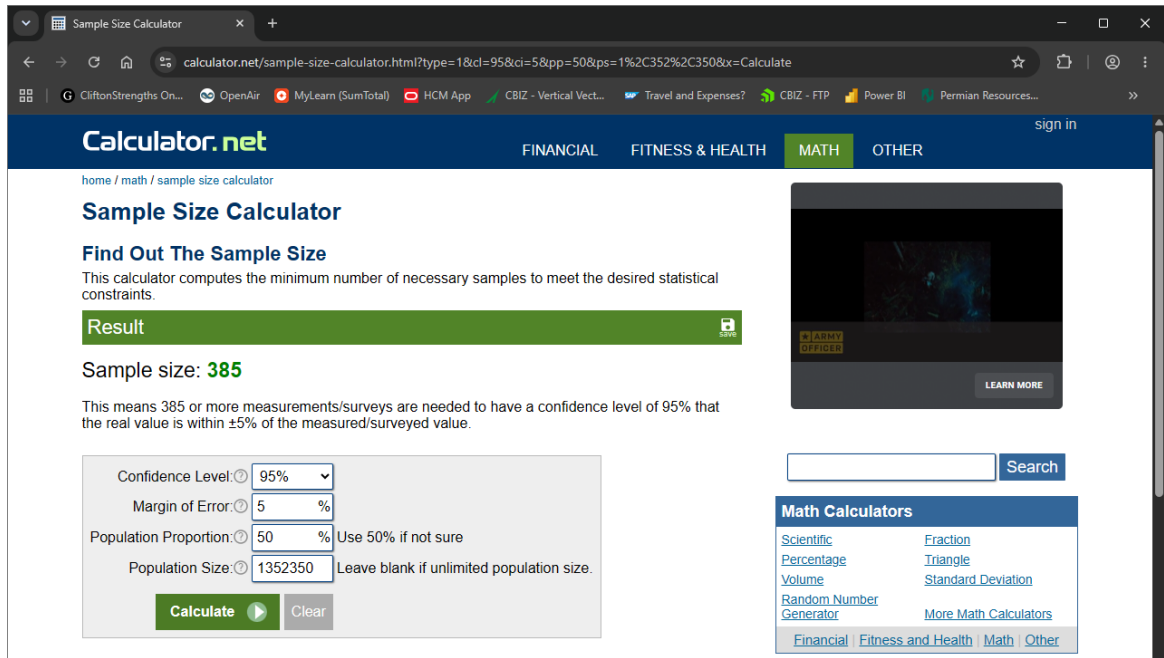 Sample Size Calculator
calculator.net/sample-size-calculator.html?type=1&cl=95&ci=5&pp=50&ps=1%2C352%2C350&x=Calculate
CliftonStrengths On... OpenAir MyLearn (SumTotal) HCM App CBIZ - Vertical Vect... SAP Travel and Expenses? CBIZ - FTP Power BI Permian Resources...
sign in
Calculator.net
FINANCIAL FITNESS & HEALTH MATH OTHER
home / math / sample size calculator
Sample Size Calculator
Find Out The Sample Size
This calculator computes the minimum number of necessary samples to meet the desired statistical
constraints.
Result save
ARMY
OFFICER
LEARN MORE
Sample size: 385
This means 385 or more measurements/surveys are needed to have a confidence level of 95% that
the real value is within ±5% of the measured/surveyed value.
Confidence Level: 95%
Margin of Error: 5 %
Population Proportion: 50 % Use 50% if not sure
Population Size: 1352350 Leave blank if unlimited population size.
Calculate Clear
Search
Math Calculators
Scientific Fraction
Percentage Triangle
Volume Standard Deviation
Random Number
Generator More Math Calculators
Financial | Fitness and Health | Math | Other